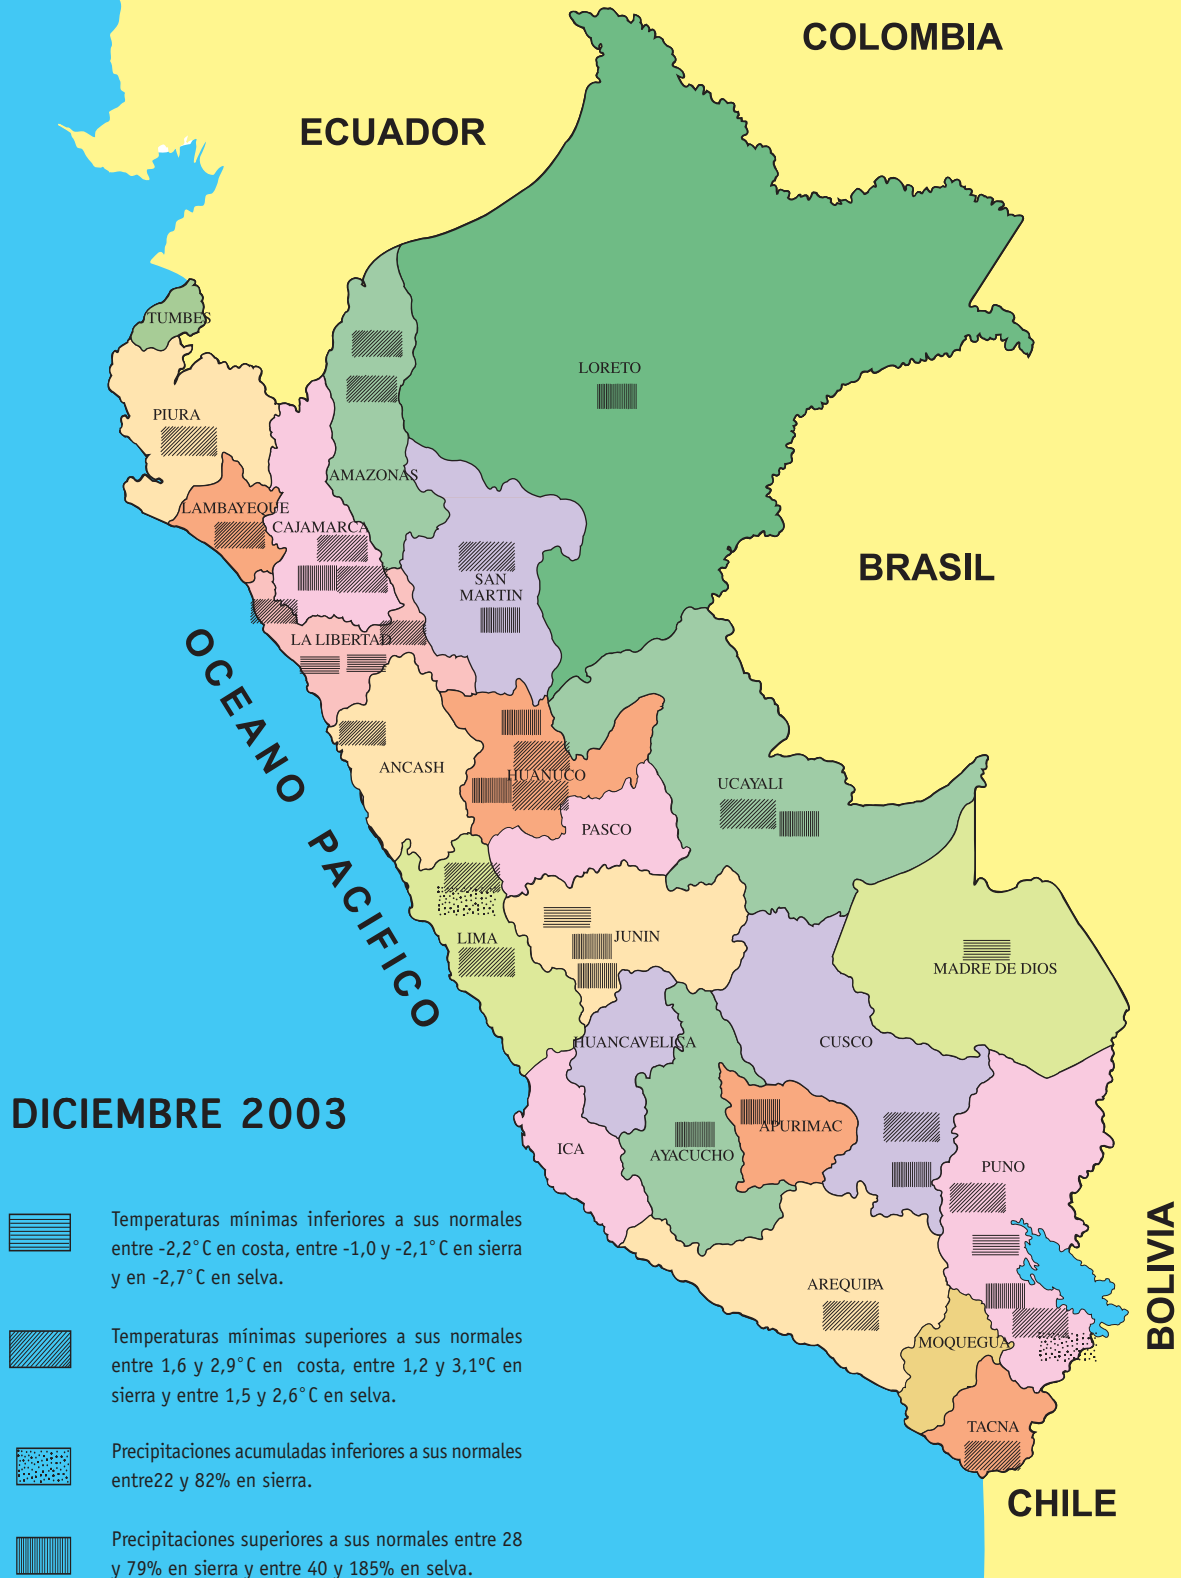 COLOMBIA
ECUADOR
TUMBES
LORETO
PIURA
AMAZONAS
LAMBAYEQUE
CAJAMARCA
BRASIL
SAN
MARTIN
LA LIBERTAD
OCEANO PACIFICO
ANCASH
HUANUCO
UCAYALI
PASCO
LIMA
JUNIN
MADRE DE DIOS
HUANCAVELICA
CUSCO
DICIEMBRE 2003
APURIMAC
ICA
AYACUCHO
PUNO
BOLIVIA
AREQUIPA
MOQUEGUA
TACNA
CHILE
Temperaturas mínimas inferiores a sus normales
entre -2,2°C en costa, entre -1,0 y -2,1°C en sierra
y en -2,7°C en selva.
Temperaturas mínimas superiores a sus normales
entre 1,6 y 2,9°C en costa, entre 1,2 y 3,1ºC en
sierra y entre 1,5 y 2,6°C en selva.
Precipitaciones acumuladas inferiores a sus normales
entre22 y 82% en sierra.
Precipitaciones superiores a sus normales entre 28
y 79% en sierra y entre 40 y 185% en selva.